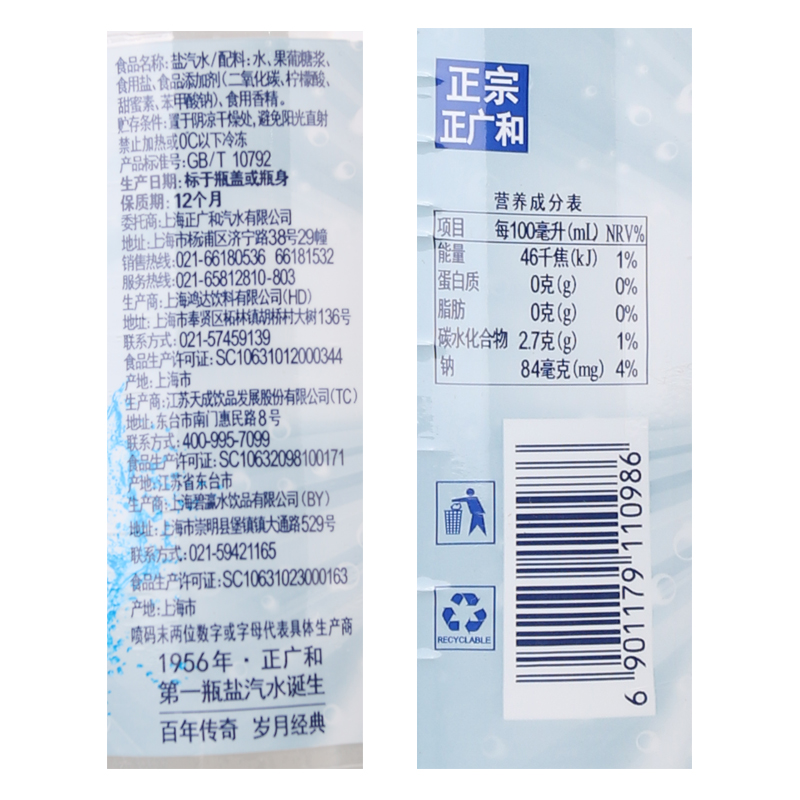 食品名称:盐汽水/配料:水、果葡糖浆、
食用盐、食品添加剂(二氧化碳、柠檬酸、
甜蜜素、苯甲酸钠)、食用香精。
贮存条件:置于阴凉干燥处,避免阳光直射
禁止加热或0℃以下冷冻
产品标准号:GB/T 10792
生产日期:标于瓶盖或瓶身
保质期:12个月
委托商:上海正广和汽水有限公司
地址:上海市杨浦区济宁路38号29幢
销售热线:021-66180536 66181532
服务热线:021-65812810-803
生产商:上海鸿达饮料有限公司(HD)
地址:上海市奉贤区柘林镇胡桥村大树136号
联系方式:021-57459139
食品生产许可证:SC10631012000344
产地:上海市
生产商:江苏天成饮品发展股份有限公司(TC)
地址:东台市南门惠民路8号
联系方式:400-995-7099
食品生产许可证:SC10632098100171
产地:江苏省东台市
生产商:上海碧瀛水饮品有限公司(BY)
地址:上海市崇明县堡镇镇大通路529号
联系方式:021-59421165
食品生产许可证:SC10631023000163
产地:上海市
喷码末两位数字或字母代表具体生产商
1956年·正广和
第一瓶盐汽水诞生
百年传奇 岁月经典
正宗
正广和
营养成分表
项目 每100毫升(mL) NRV%
能量 46千焦(kJ) 1%
蛋白质 0克(g) 0%
脂肪 0克(g) 0%
碳水化合物 2.7克(g) 1%
钠 84毫克(mg) 4%
RECYCLABLE
6 901179 110986